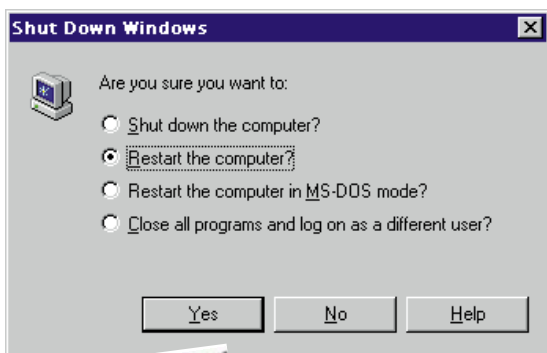 Shut Down Windows
Are you sure you want to:
Shut down the computer?
Restart the computer?
Restart the computer in MS-DOS mode?
Close all programs and log on as a different user?
Yes No Help